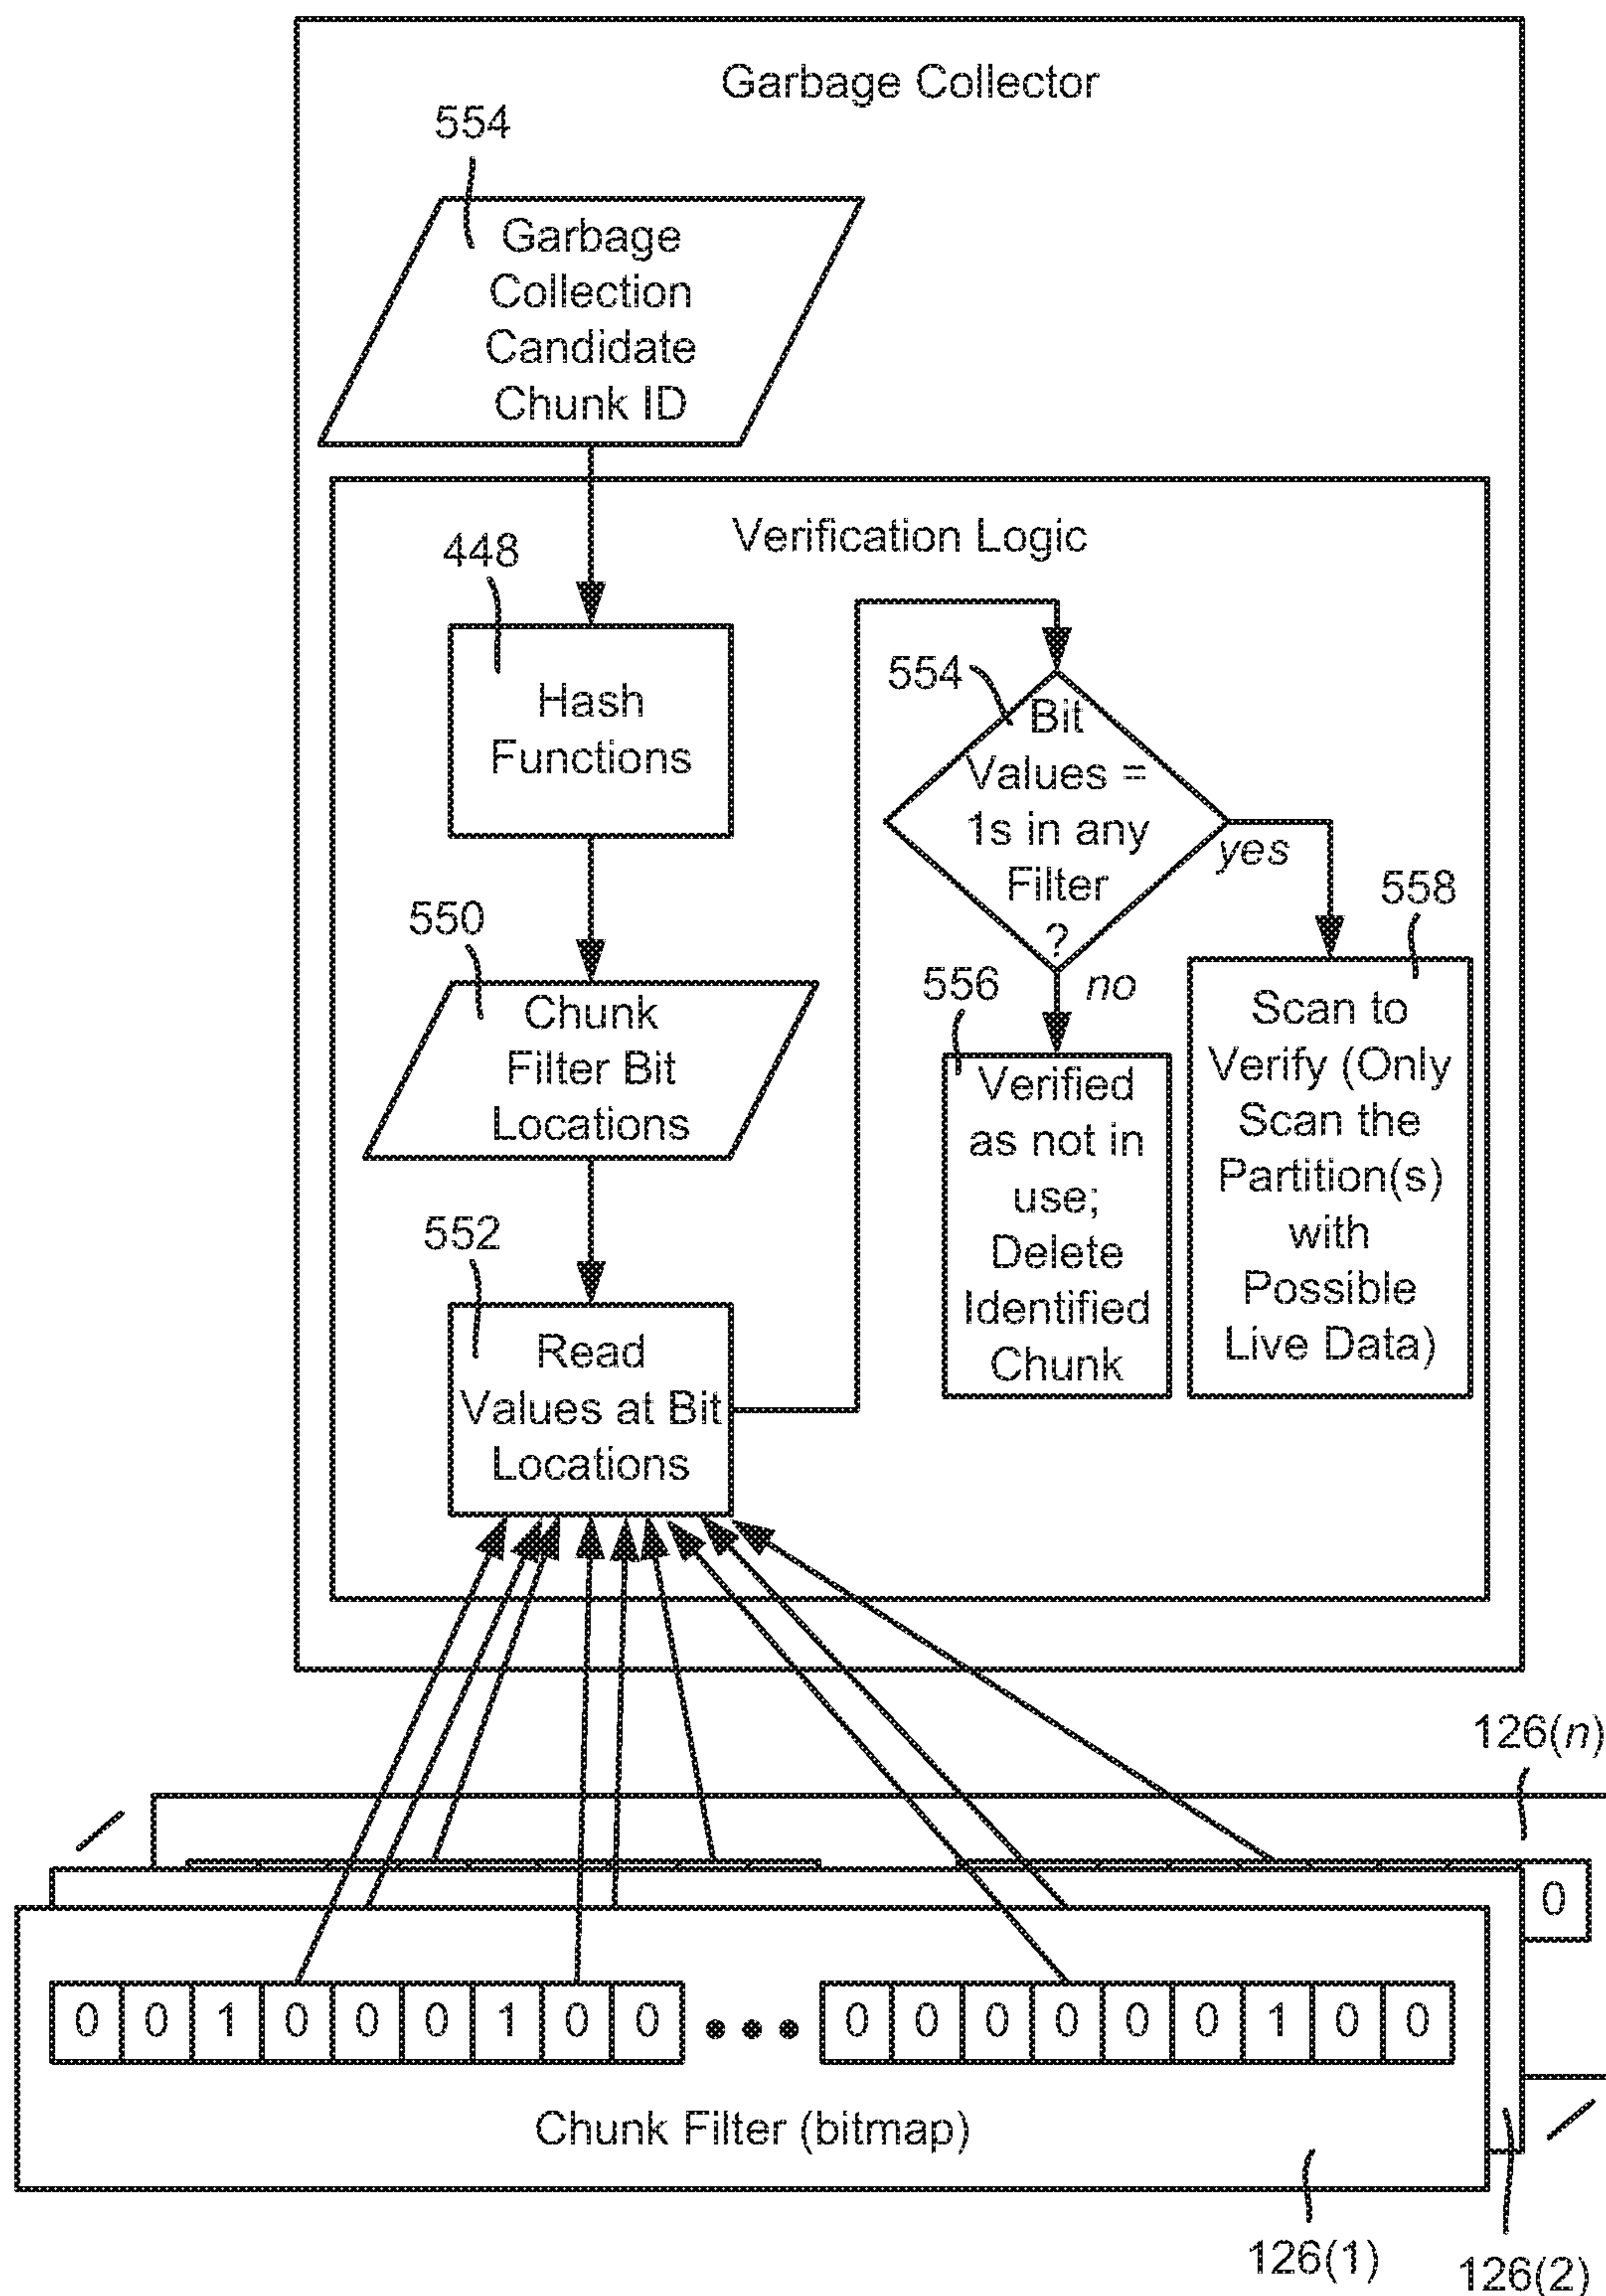 Garbage Collector
554
Garbage
Collection
Candidate
Chunk ID
Verification Logic
448
Hash
Functions
554
Bit
Values =
1s in any
Filter
?
yes
no
550
Chunk
Filter Bit
Locations
556
Verified
as not in
use;
Delete
Identified
Chunk
558
Scan to
Verify (Only
Scan the
Partition(s)
with
Possible
Live Data)
552
Read
Values at Bit
Locations
126(n)
0
0 0 1 0 0 0 1 0 0 ••• 0 0 0 0 0 0 1 0 0
Chunk Filter (bitmap)
126(1)
126(2)